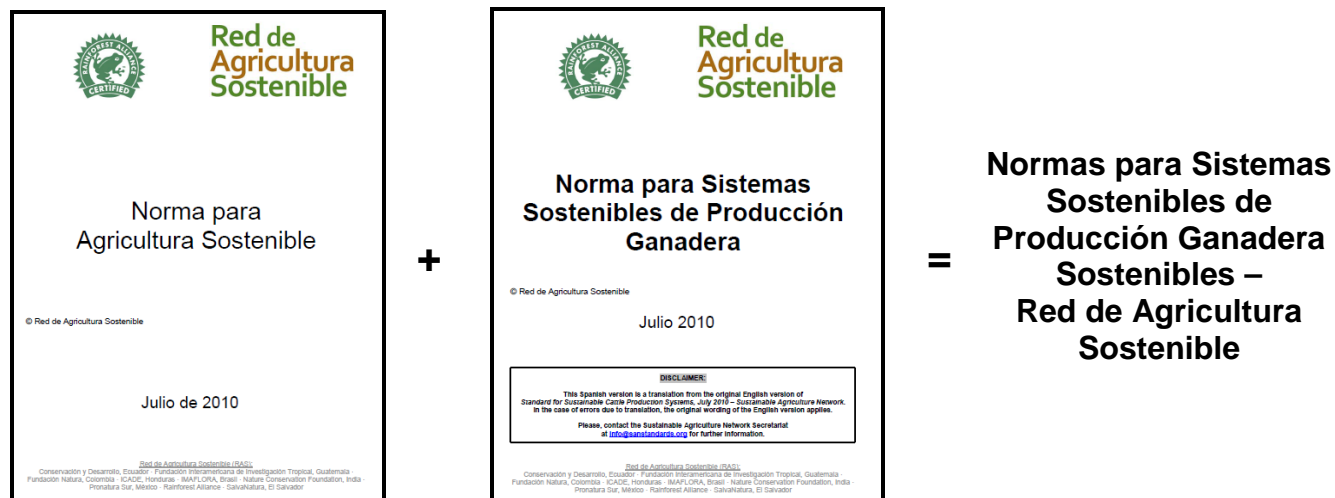 RAINFOREST ALLIANCE
CERTIFIED
Red de
Agricultura
Sostenible
Norma para
Agricultura Sostenible
© Red de Agricultura Sostenible
Julio de 2010
Red de Agricultura Sostenible (RAS):
Conservación y Desarrollo, Ecuador · Fundación Interamericana de Investigación Tropical, Guatemala ·
Fundación Natura, Colombia · ICADE, Honduras · IMAFLORA, Brasil · Nature Conservation Foundation, India ·
Pronatura Sur, México · Rainforest Alliance · SalvaNatura, El Salvador
+
RAINFOREST ALLIANCE
CERTIFIED
Red de
Agricultura
Sostenible
Norma para Sistemas
Sostenibles de Producción
Ganadera
© Red de Agricultura Sostenible
Julio 2010
DISCLAIMER:
This Spanish version is a translation from the original English version of
Standard for Sustainable Cattle Production Systems, July 2010 – Sustainable Agriculture Network.
In the case of errors due to translation, the original wording of the English version applies.
Please, contact the Sustainable Agriculture Network Secretariat
at info@sanstandards.org for further information.
Red de Agricultura Sostenible (RAS):
Conservación y Desarrollo, Ecuador · Fundación Interamericana de Investigación Tropical, Guatemala ·
Fundación Natura, Colombia · ICADE, Honduras · IMAFLORA, Brasil · Nature Conservation Foundation, India ·
Pronatura Sur, México · Rainforest Alliance · SalvaNatura, El Salvador
=
Normas para Sistemas
Sostenibles de
Producción Ganadera
Sostenibles –
Red de Agricultura
Sostenible